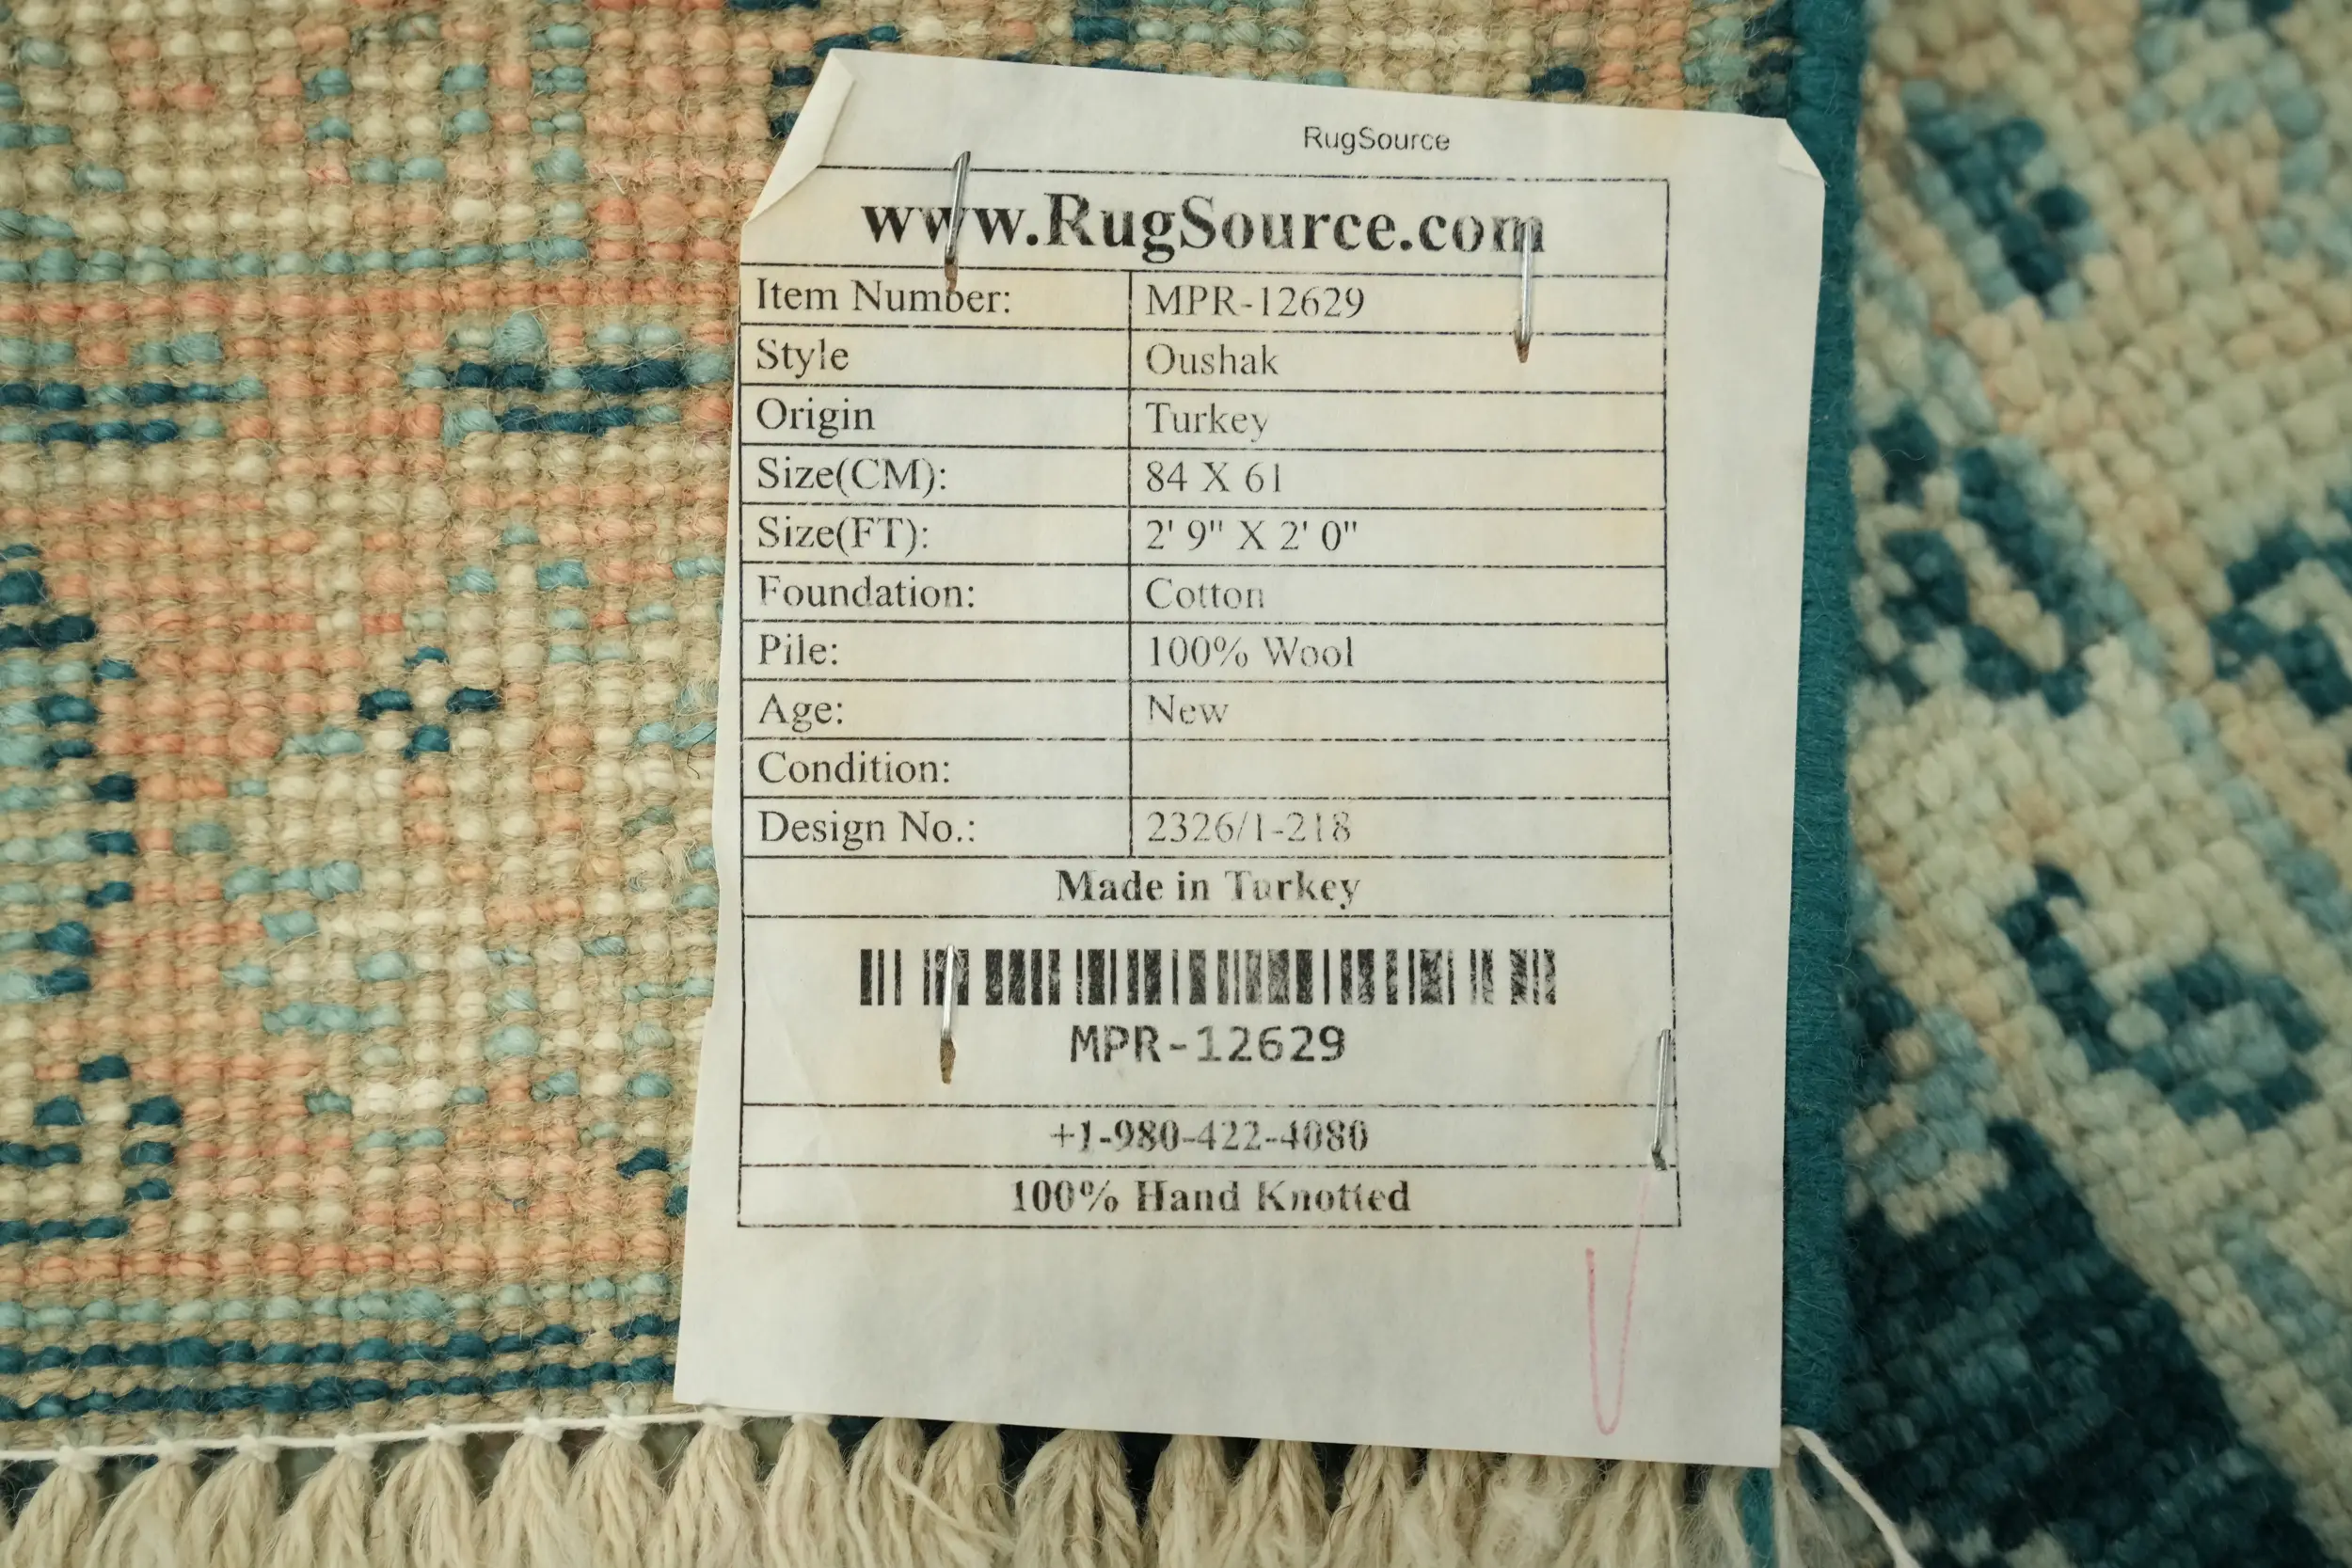 RugSource
www.RugSource.com
Item Number: MPR-12629
Style Oushak
Origin Turkey
Size(CM): 84 X 61
Size(FT): 2' 9" X 2' 0"
Foundation: Cotton
Pile: 100% Wool
Age: New
Condition:
Design No.: 2326/1-218
Made in Turkey
MPR-12629
+1-980-422-4080
100% Hand Knotted